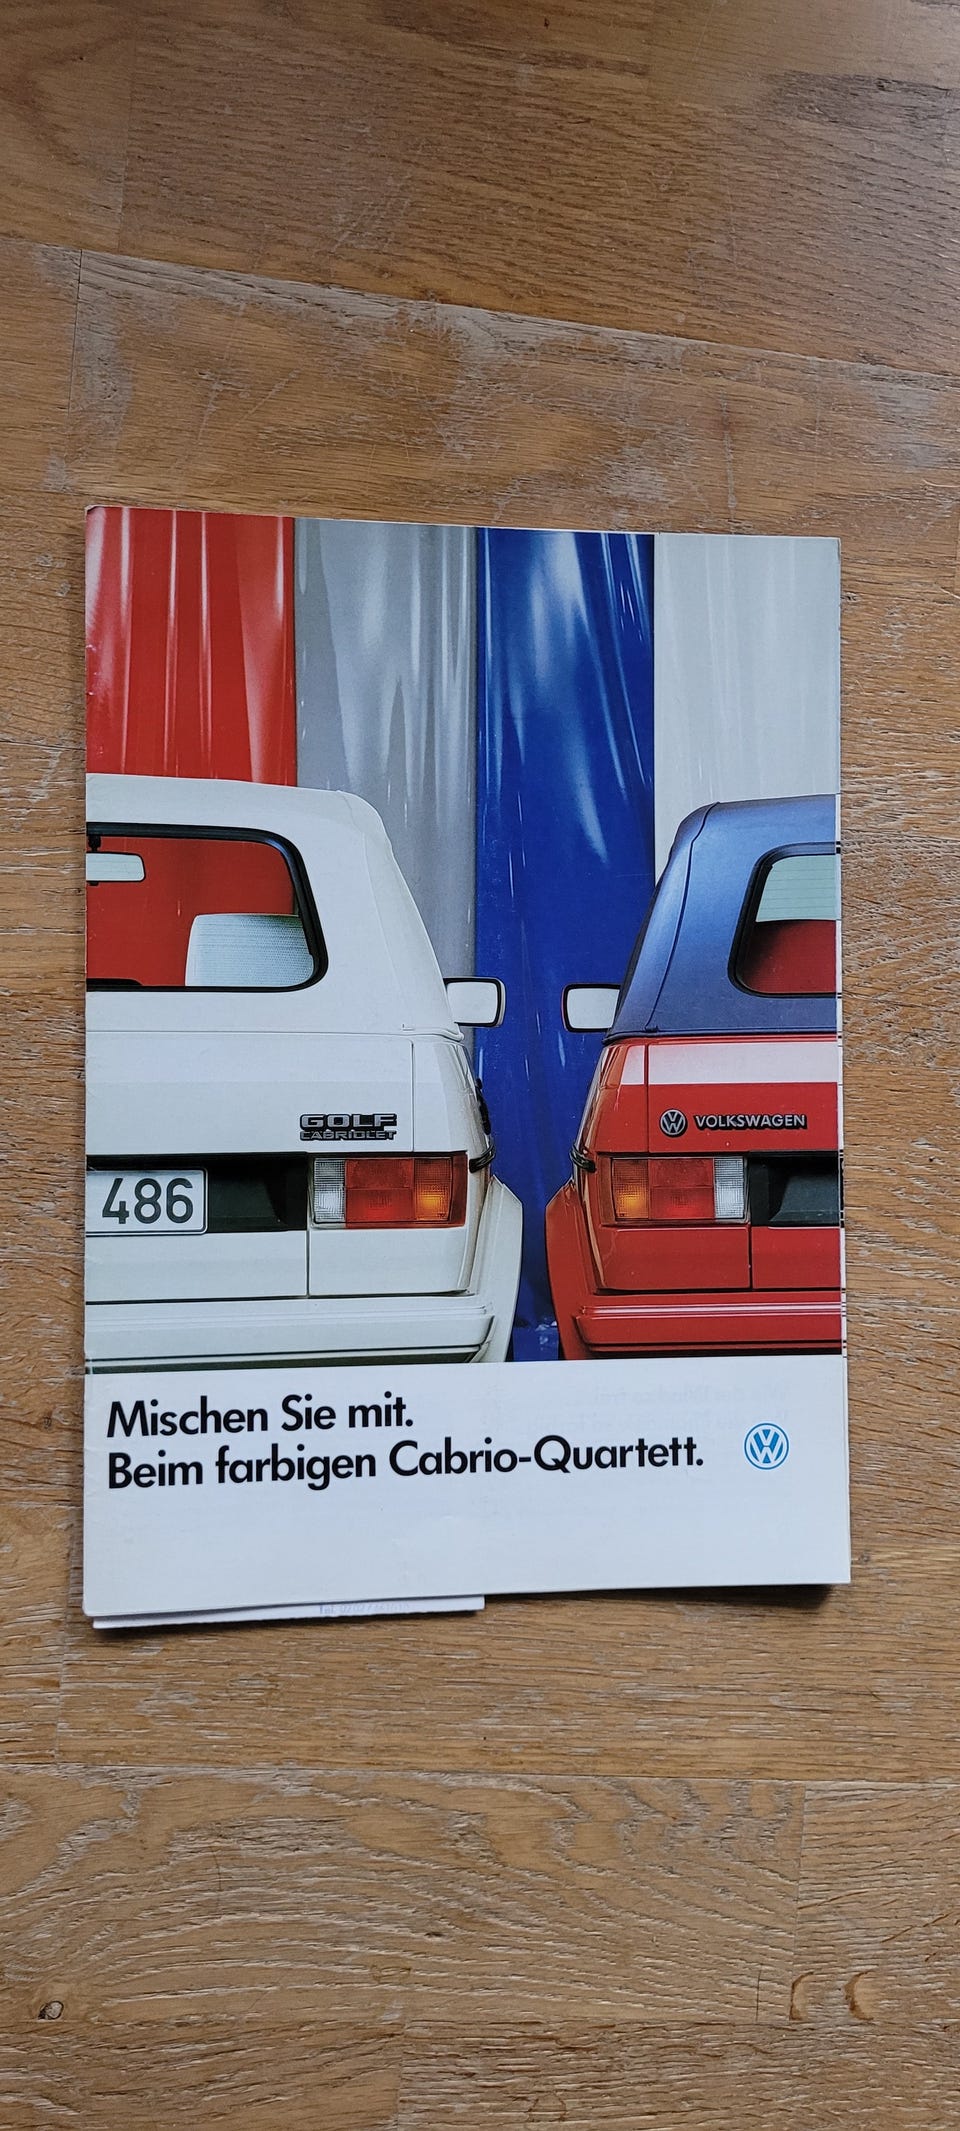 GOLF
CABRIOLET
VOLKSWAGEN
486
Mischen Sie mit.
Beim farbigen Cabrio-Quartett.